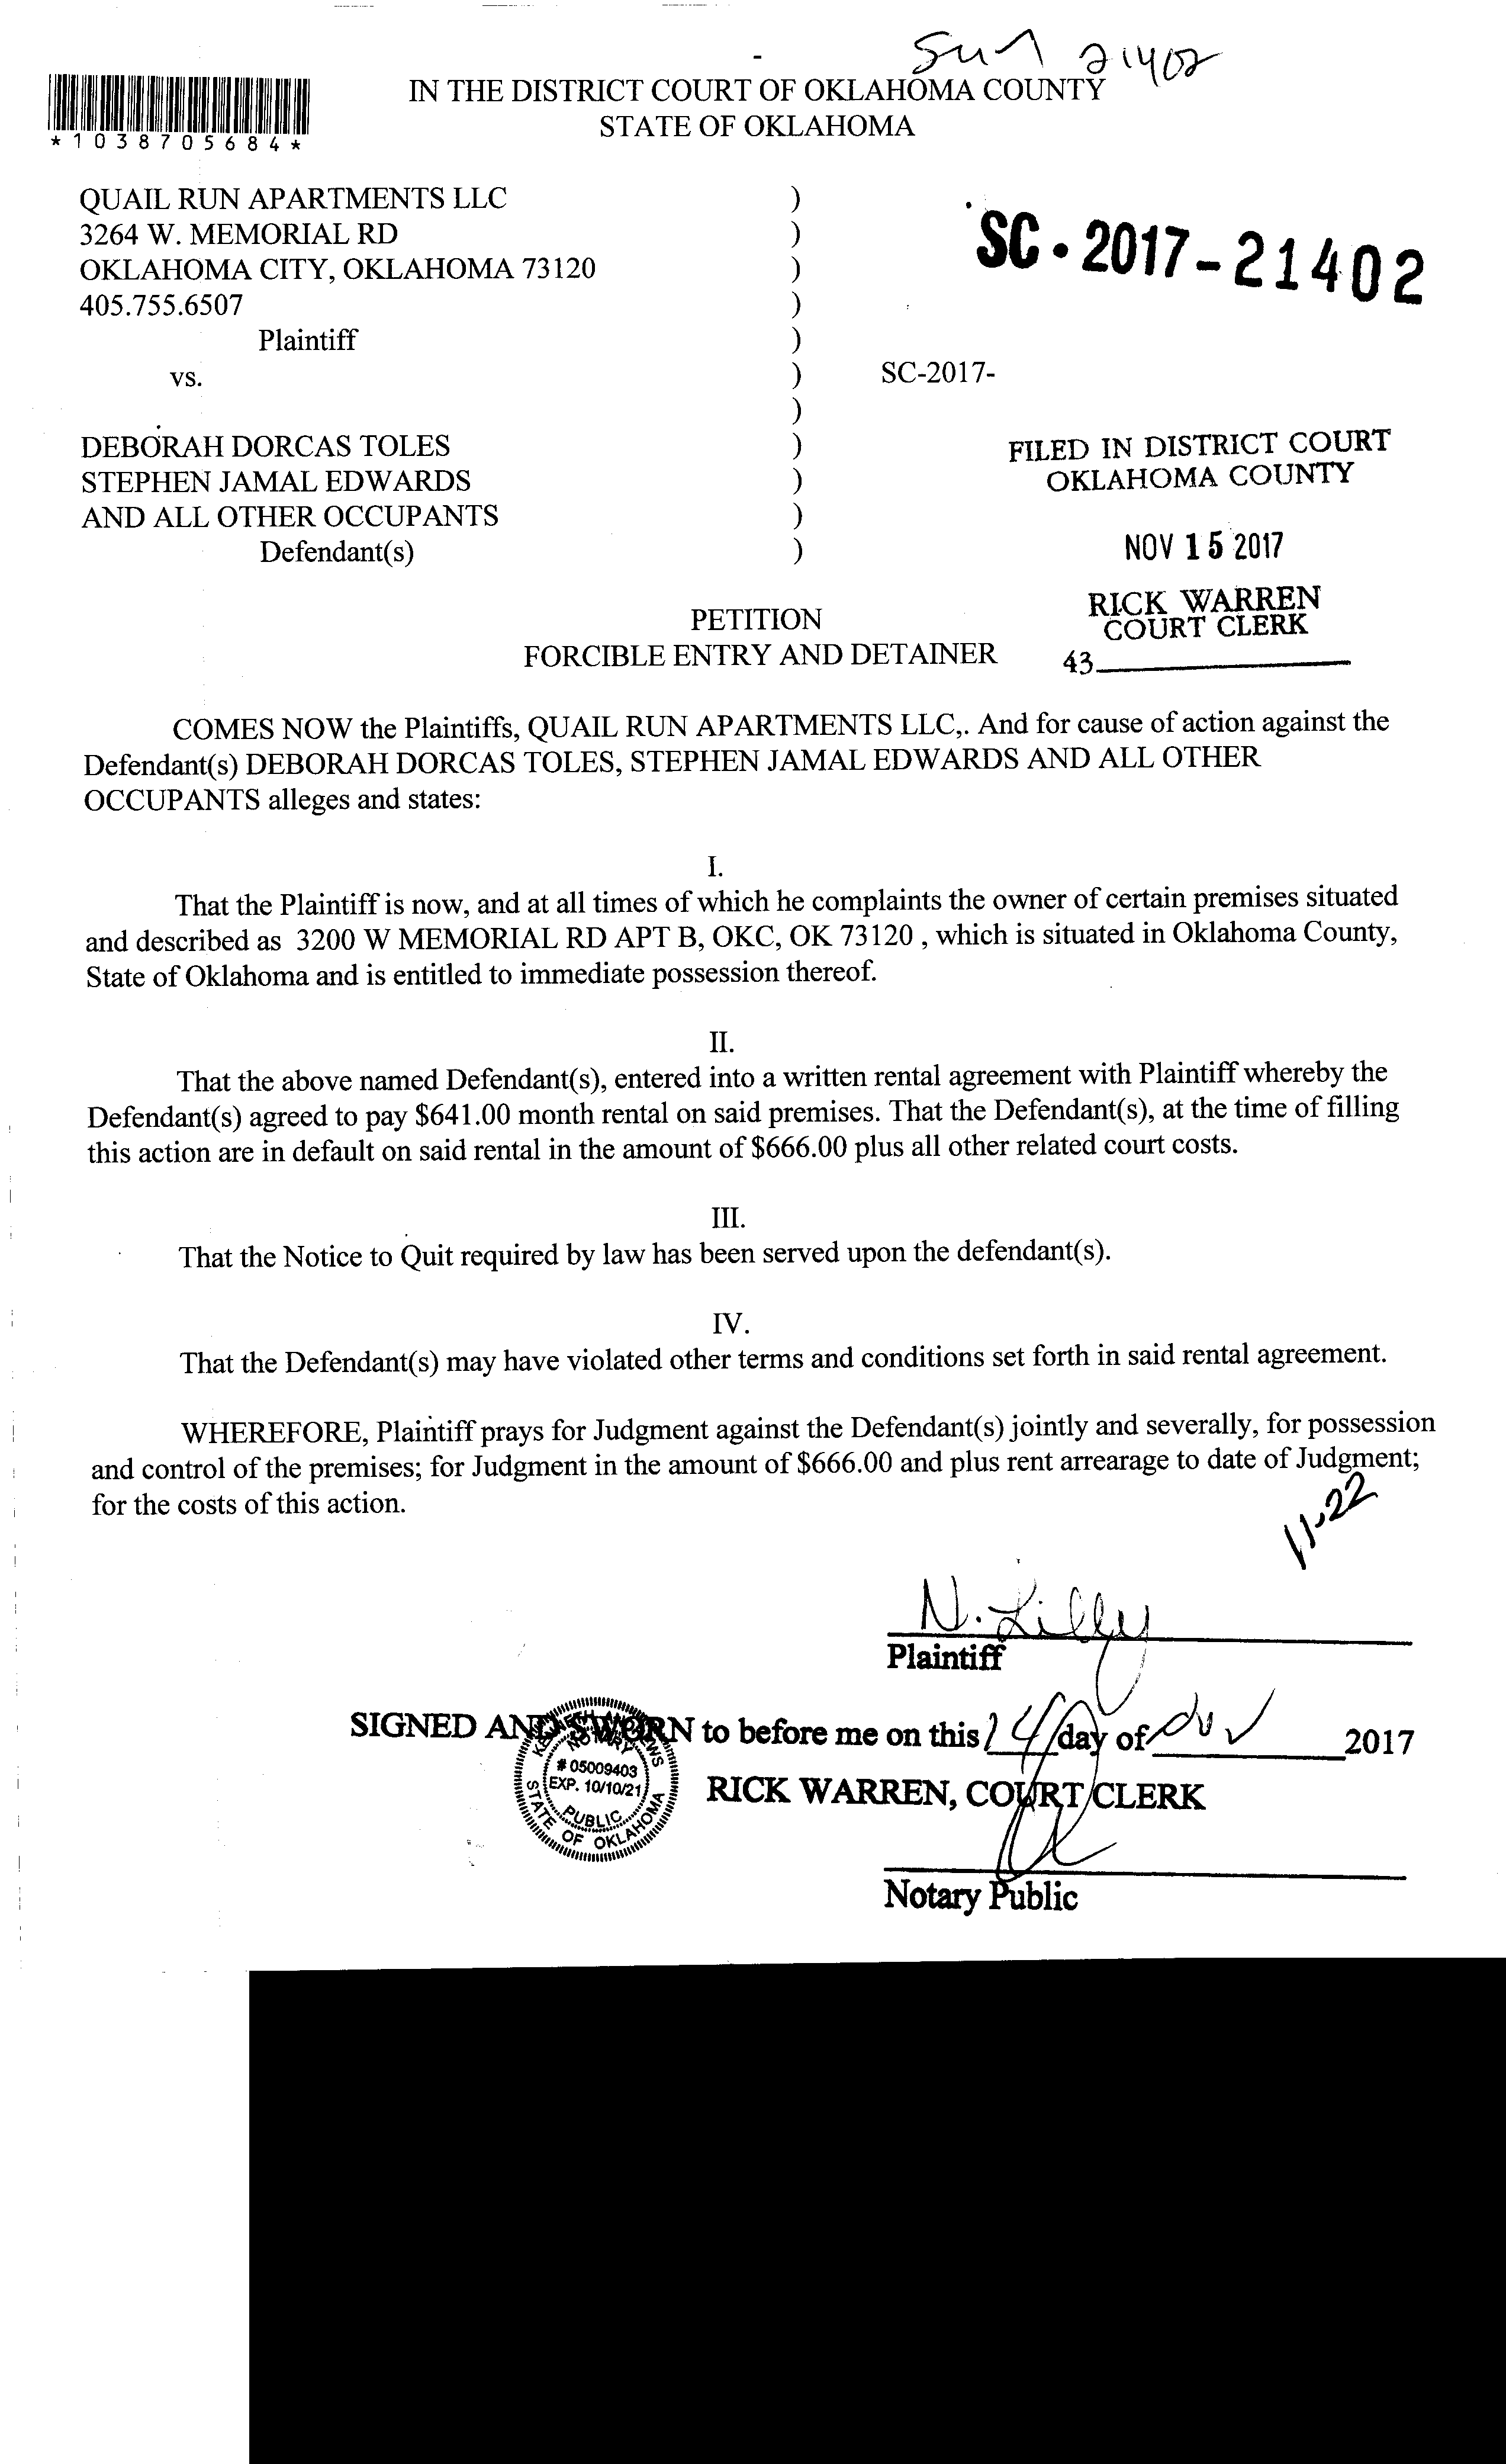 21402
IN THE DISTRICT COURT OF OKLAHOMA COUNTY
STATE OF OKLAHOMA
*1038705684*
QUAIL RUN APARTMENTS LLC )
3264 W. MEMORIAL RD )
OKLAHOMA CITY, OKLAHOMA 73120 )
405.755.6507 )
Plaintiff )
vs. )
)
SC-2017-21402
SC-2017-
DEBORAH DORCAS TOLES )
STEPHEN JAMAL EDWARDS )
AND ALL OTHER OCCUPANTS )
Defendant(s) )
FILED IN DISTRICT COURT
OKLAHOMA COUNTY
NOV 15 2017
RICK WARREN
COURT CLERK
43
PETITION
FORCIBLE ENTRY AND DETAINER
COMES NOW the Plaintiffs, QUAIL RUN APARTMENTS LLC,. And for cause of action against the
Defendant(s) DEBORAH DORCAS TOLES, STEPHEN JAMAL EDWARDS AND ALL OTHER
OCCUPANTS alleges and states:
I.
That the Plaintiff is now, and at all times of which he complaints the owner of certain premises situated
and described as 3200 W MEMORIAL RD APT B, OKC, OK 73120 , which is situated in Oklahoma County,
State of Oklahoma and is entitled to immediate possession thereof.
II.
That the above named Defendant(s), entered into a written rental agreement with Plaintiff whereby the
Defendant(s) agreed to pay $641.00 month rental on said premises. That the Defendant(s), at the time of filling
this action are in default on said rental in the amount of $666.00 plus all other related court costs.
III.
That the Notice to Quit required by law has been served upon the defendant(s).
IV.
That the Defendant(s) may have violated other terms and conditions set forth in said rental agreement.
WHEREFORE, Plaintiff prays for Judgment against the Defendant(s) jointly and severally, for possession
and control of the premises; for Judgment in the amount of $666.00 and plus rent arrearage to date of Judgment;
for the costs of this action.
11-22
N. Lilly
Plaintiff
SIGNED AND SWORN to before me on this 14 day of Nov 2017
RICK WARREN, COURT CLERK
NOTARY
# 05009403
EXP. 10/10/21
PUBLIC
STATE OF OKLAHOMA
Notary Public